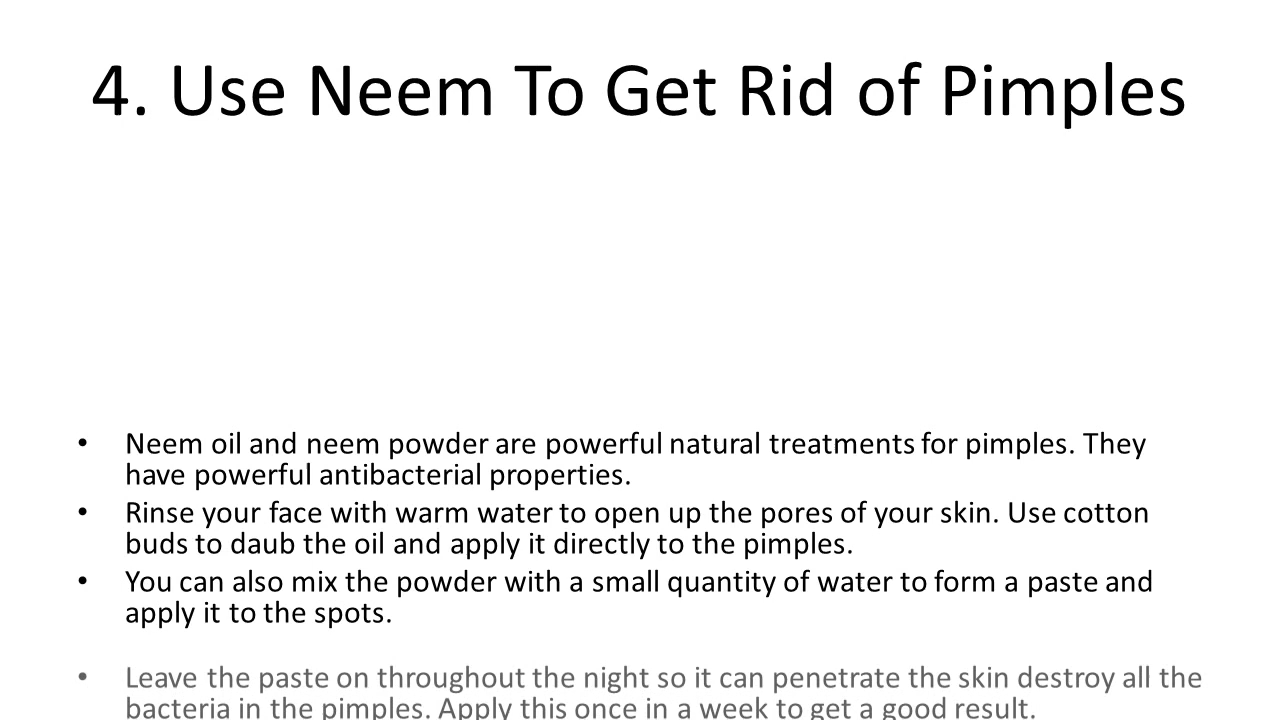 4. Use Neem To Get Rid of Pimples
• Neem oil and neem powder are powerful natural treatments for pimples. They
have powerful antibacterial properties.
• Rinse your face with warm water to open up the pores of your skin. Use cotton
buds to daub the oil and apply it directly to the pimples.
• You can also mix the powder with a small quantity of water to form a paste and
apply it to the spots.
• Leave the paste on throughout the night so it can penetrate the skin destroy all the
bacteria in the pimples. Apply this once in a week to get a good result.